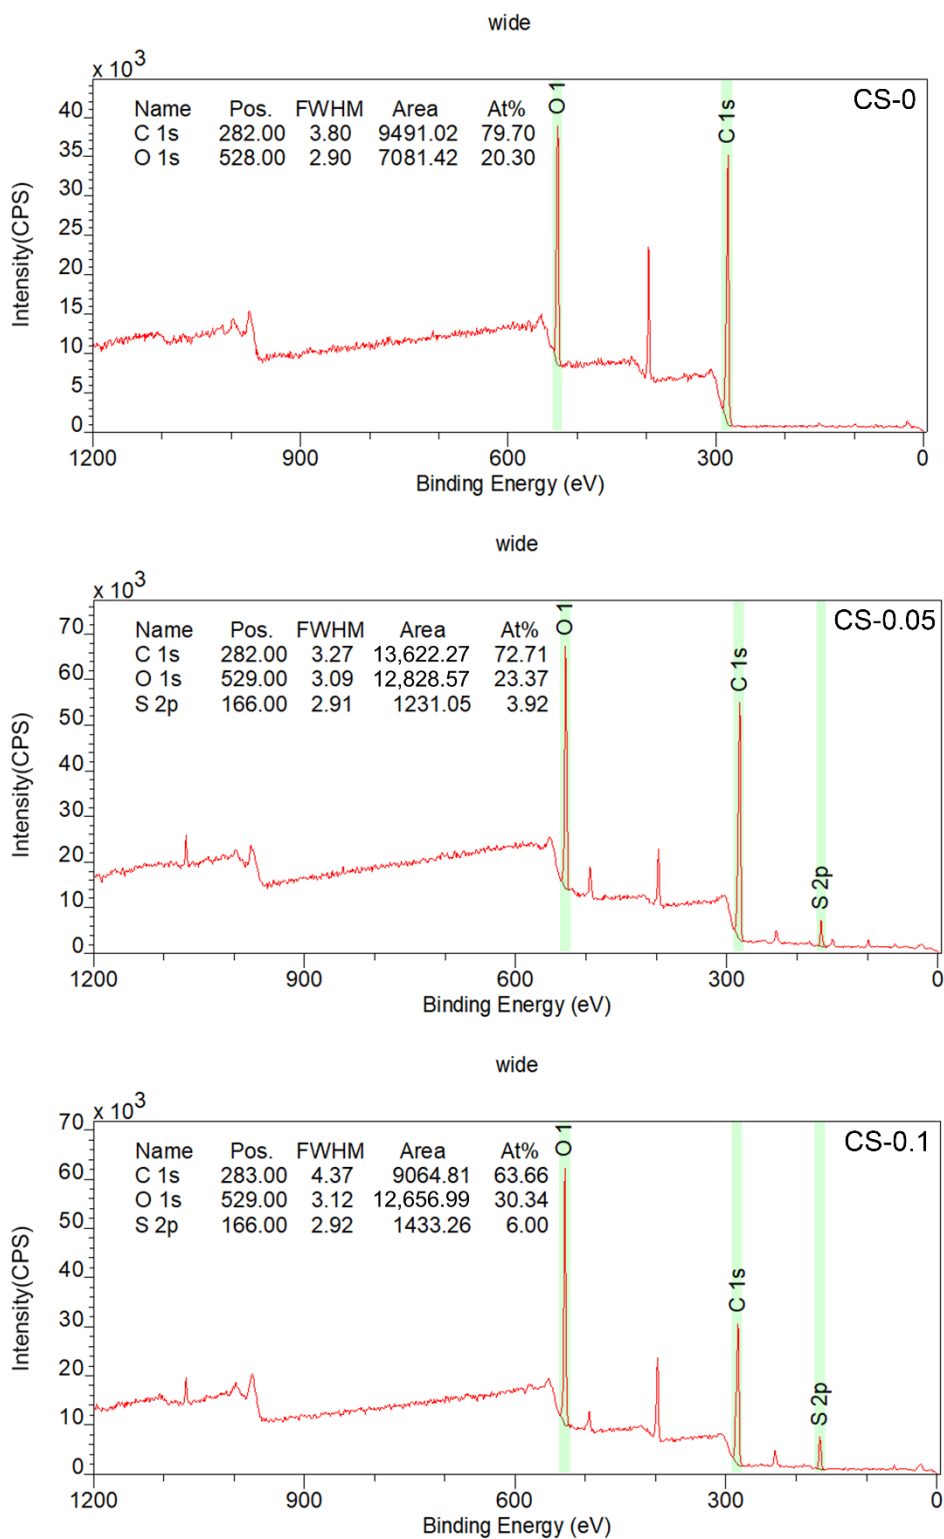 wide
x 10³
CS-0
Name Pos. FWHM Area At%
C 1s 282.00 3.80 9491.02 79.70
O 1s 528.00 2.90 7081.42 20.30
O 1
C 1s
Intensity(CPS)
40
35
30
25
20
15
10
5
0
1200 900 600 300 0
Binding Energy (eV)
wide
x 10³
CS-0.05
Name Pos. FWHM Area At%
C 1s 282.00 3.27 13,622.27 72.71
O 1s 529.00 3.09 12,828.57 23.37
S 2p 166.00 2.91 1231.05 3.92
O 1
C 1s
S 2p
Intensity(CPS)
70
60
50
40
30
20
10
0
1200 900 600 300 0
Binding Energy (eV)
wide
x 10³
CS-0.1
Name Pos. FWHM Area At%
C 1s 283.00 4.37 9064.81 63.66
O 1s 529.00 3.12 12,656.99 30.34
S 2p 166.00 2.92 1433.26 6.00
O 1
C 1s
S 2p
Intensity(CPS)
70
60
50
40
30
20
10
0
1200 900 600 300 0
Binding Energy (eV)